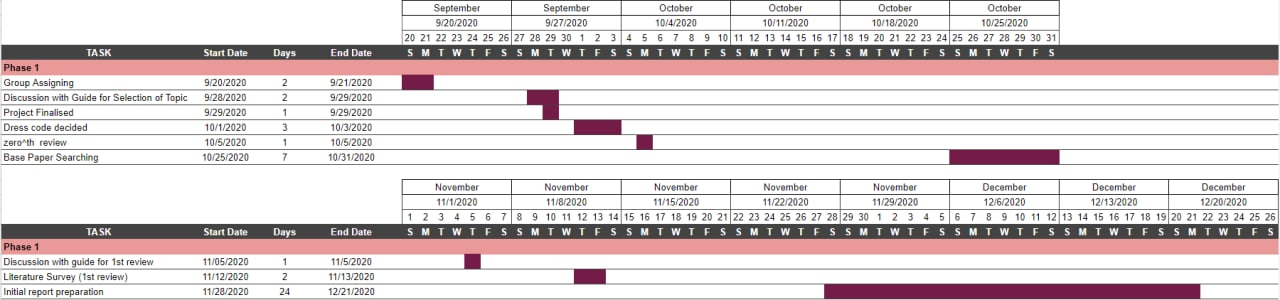 September September October October October October
9/20/2020 9/27/2020 10/4/2020 10/11/2020 10/18/2020 10/25/2020
20 21 22 23 24 25 26 27 28 29 30 1 2 3 4 5 6 7 8 9 10 11 12 13 14 15 16 17 18 19 20 21 22 23 24 25 26 27 28 29 30 31
TASK Start Date Days End Date S M T W T F S S M T W T F S S M T W T F S S M T W T F S S M T W T F S S M T W T F S
Phase 1
Group Assigning 9/20/2020 2 9/21/2020
Discussion with Guide for Selection of Topic 9/28/2020 2 9/29/2020
Project Finalised 9/29/2020 1 9/29/2020
Dress code decided 10/1/2020 3 10/3/2020
zero^th review 10/5/2020 1 10/5/2020
Base Paper Searching 10/25/2020 7 10/31/2020
November November November November November December December December
11/1/2020 11/8/2020 11/15/2020 11/22/2020 11/29/2020 12/6/2020 12/13/2020 12/20/2020
1 2 3 4 5 6 7 8 9 10 11 12 13 14 15 16 17 18 19 20 21 22 23 24 25 26 27 28 29 30 1 2 3 4 5 6 7 8 9 10 11 12 13 14 15 16 17 18 19 20 21 22 23 24 25 26
TASK Start Date Days End Date S M T W T F S S M T W T F S S M T W T F S S M T W T F S S M T W T F S S M T W T F S S M T W T F S S M T W T F S
Phase 1
Discussion with guide for 1st review 11/05/2020 1 11/5/2020
Literature Survey (1st review) 11/12/2020 2 11/13/2020
Initial report preparation 11/28/2020 24 12/21/2020